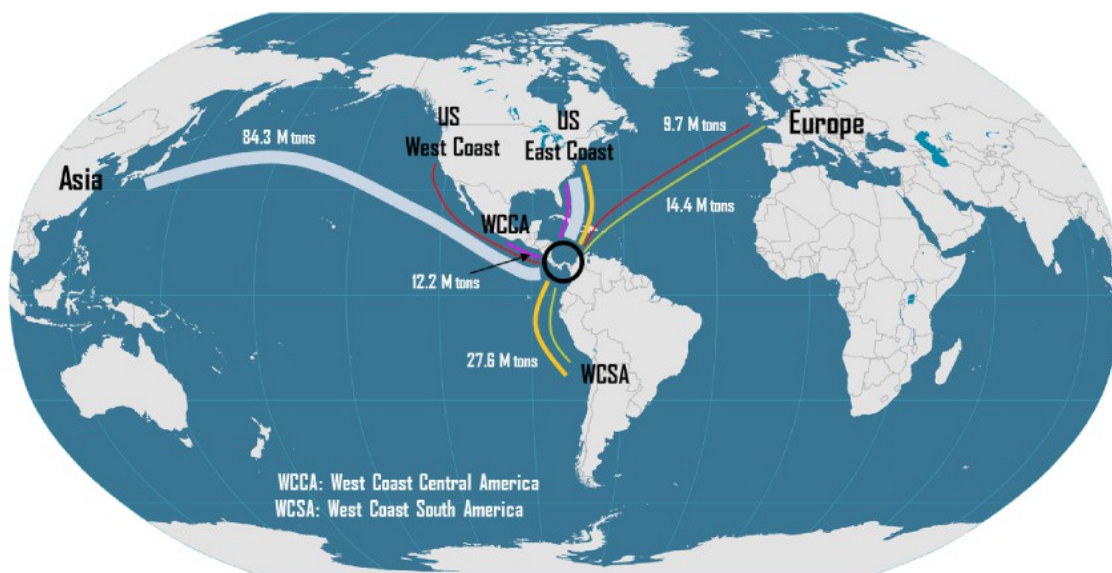 US
West Coast
US
East Coast
84.3 M tons
9.7 M tons
Europe
Asia
14.4 M tons
WCCA
12.2 M tons
27.6 M tons
WCSA
WCCA: West Coast Central America
WCSA: West Coast South America